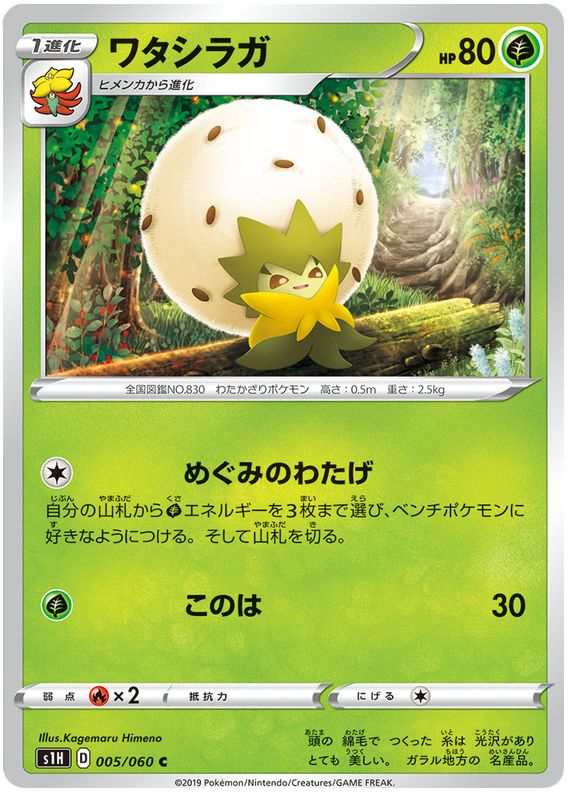 1進化 ワタシラガ HP80
ヒメンカから進化
全国図鑑NO.830 わたかざりポケモン 高さ:0.5m 重さ:2.5kg
めぐみのわたげ
自分の山札からエネルギーを3枚まで選び、ベンチポケモンに
好きなようにつける。そして山札を切る。
このは 30
弱点 ×2 抵抗力 にげる
Illus.Kagemaru Himeno
頭の 綿毛で つくった 糸は 光沢があり
とても 美しい。 ガラル地方の 名産品。
S1H D 005/060 C
©2019 Pokémon/Nintendo/Creatures/GAME FREAK.